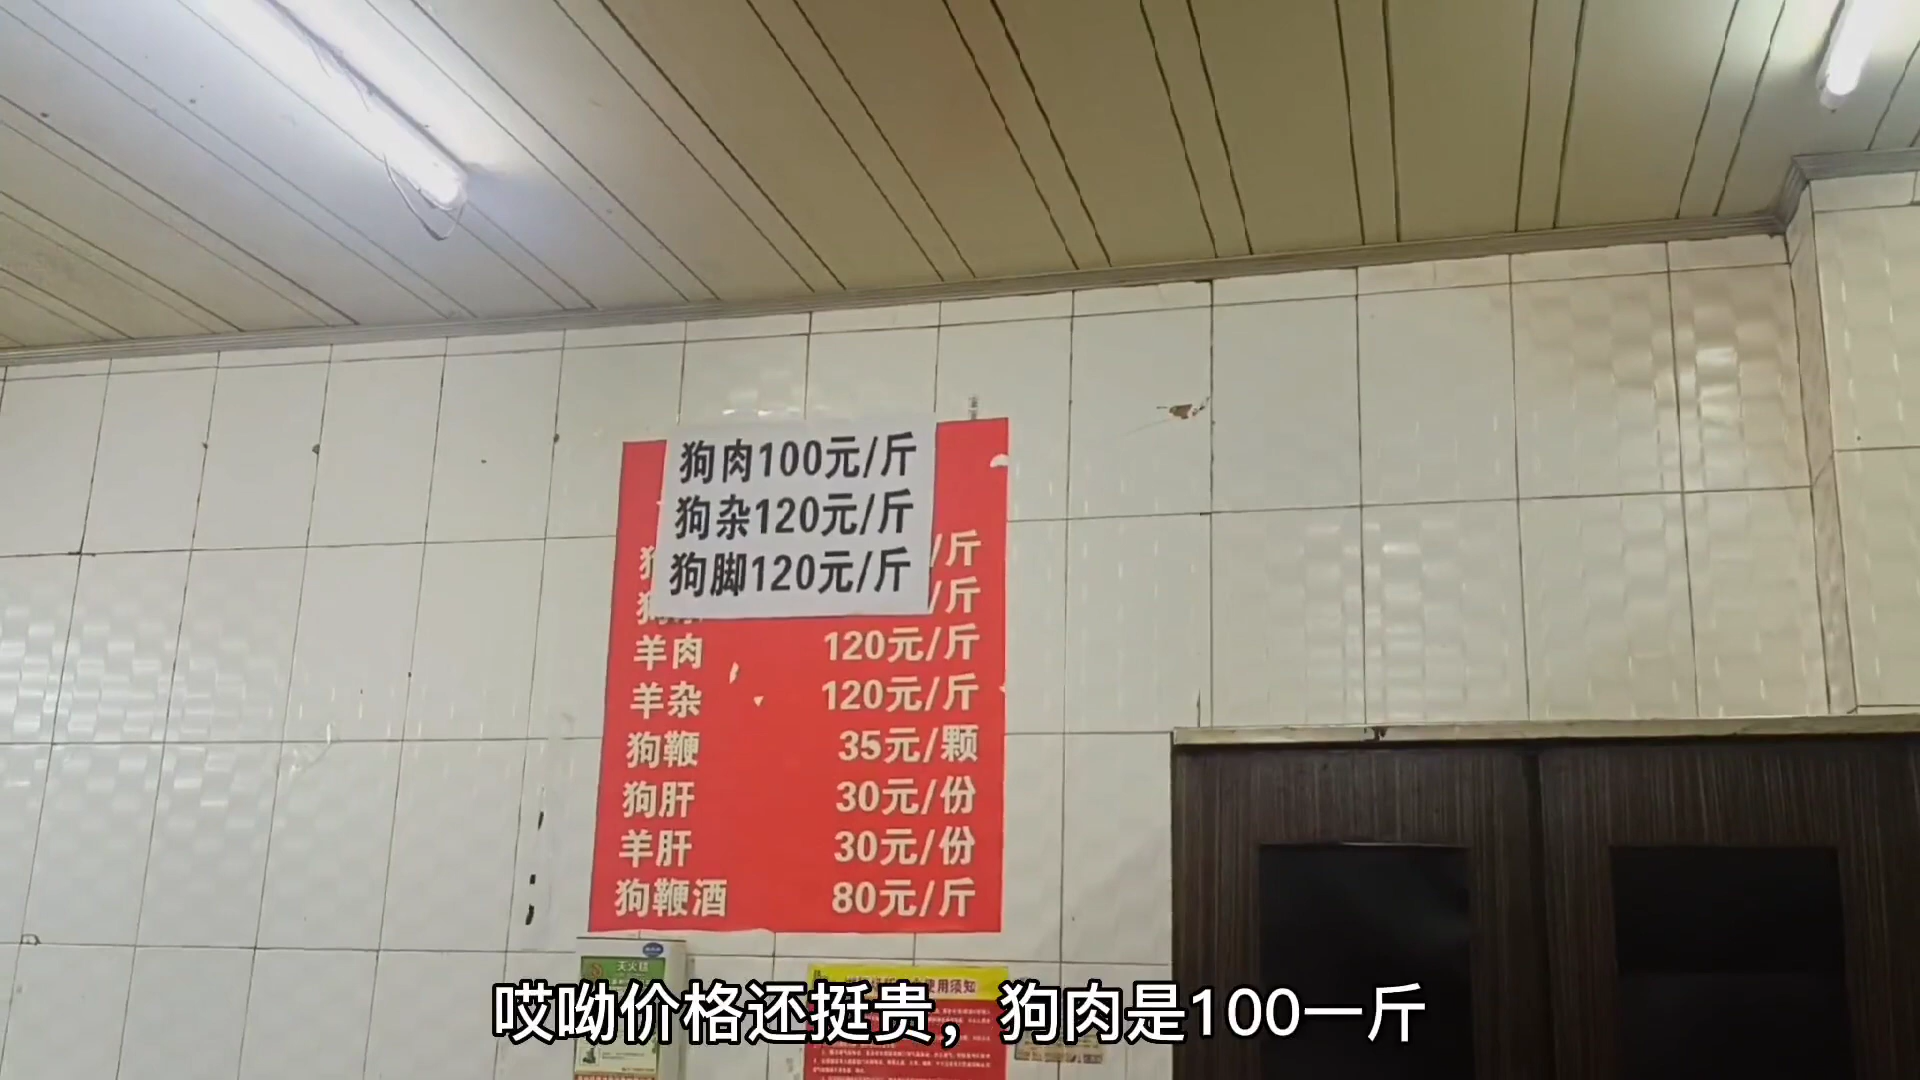 狗肉100元/斤
狗杂120元/斤
狗脚120元/斤
/斤
/斤
羊肉 120元/斤
羊杂 120元/斤
狗鞭 35元/颗
狗肝 30元/份
羊肝 30元/份
狗鞭酒 80元/斤
使用须知
哎呦价格还挺贵，狗肉是100一斤